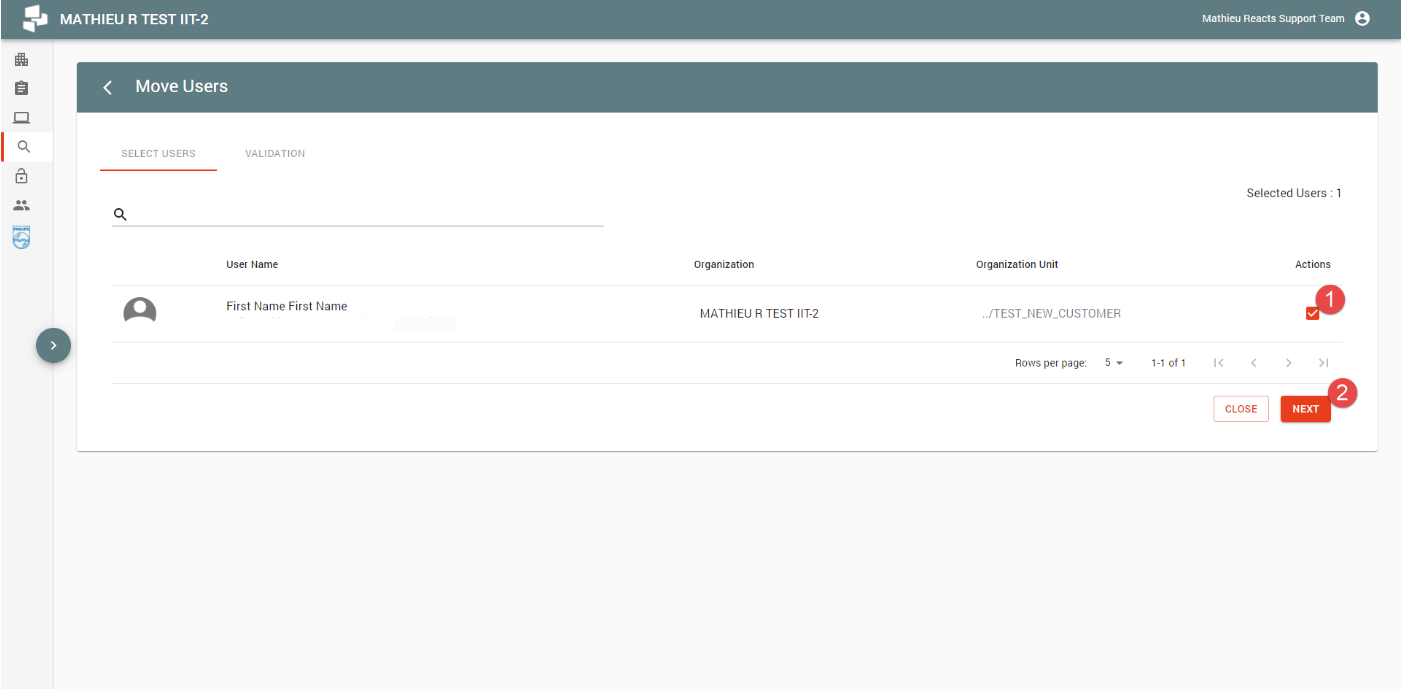 MATHIEU R TEST IIT-2
Mathieu Reacts Support Team
Move Users
SELECT USERS
VALIDATION
Selected Users : 1
User Name
Organization
Organization Unit
Actions
First Name First Name
MATHIEU R TEST IIT-2
../TEST_NEW_CUSTOMER
1
Rows per page:
5
1-1 of 1
2
CLOSE
NEXT
PHILIPS